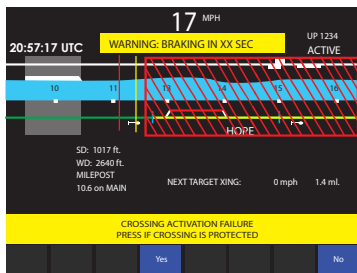 17 MPH
20:57:17 UTC
WARNING: BRAKING IN XX SEC
UP 1234
ACTIVE
10 11 13 14 15 16
HOPE
SD: 1017 ft.
WD: 2640 ft.
MILEPOST
10.6 on MAIN
NEXT TARGET XING: 0 mph 1.4 ml.
CROSSING ACTIVATION FAILURE
PRESS IF CROSSING IS PROTECTED
Yes No